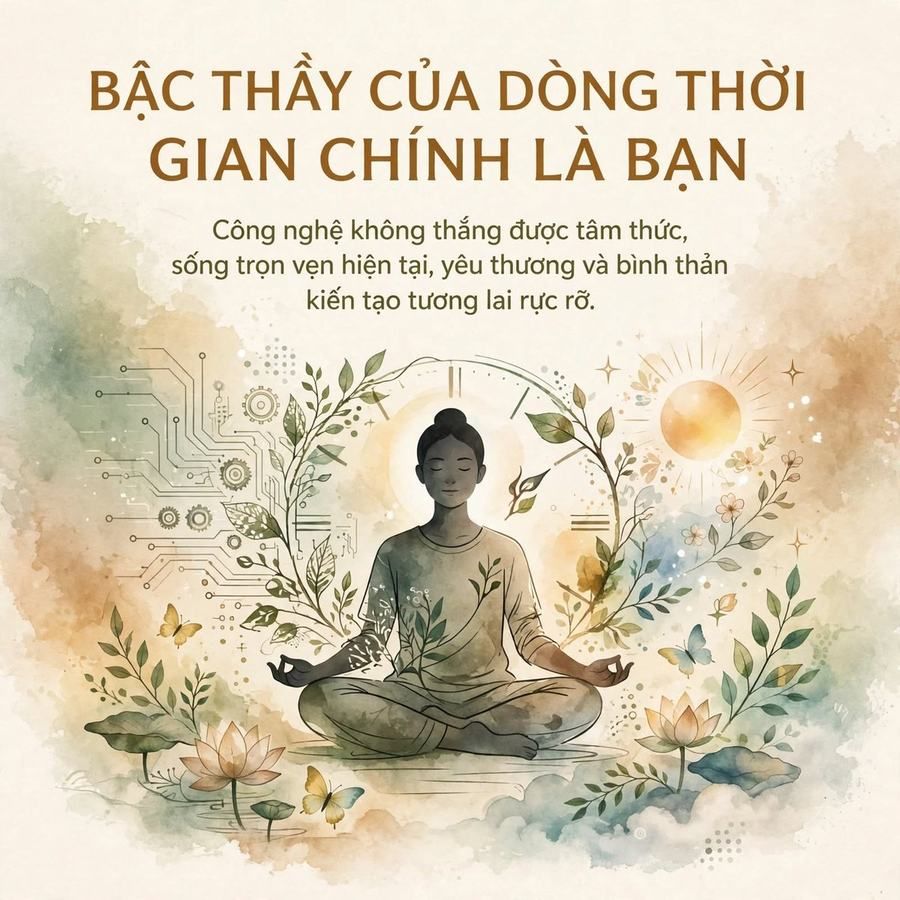 BẬC THẦY CỦA DÒNG THỜI
GIAN CHÍNH LÀ BẠN
Công nghệ không thắng được tâm thức,
sống trọn vẹn hiện tại, yêu thương và bình thản
kiến tạo tương lai rực rỡ.